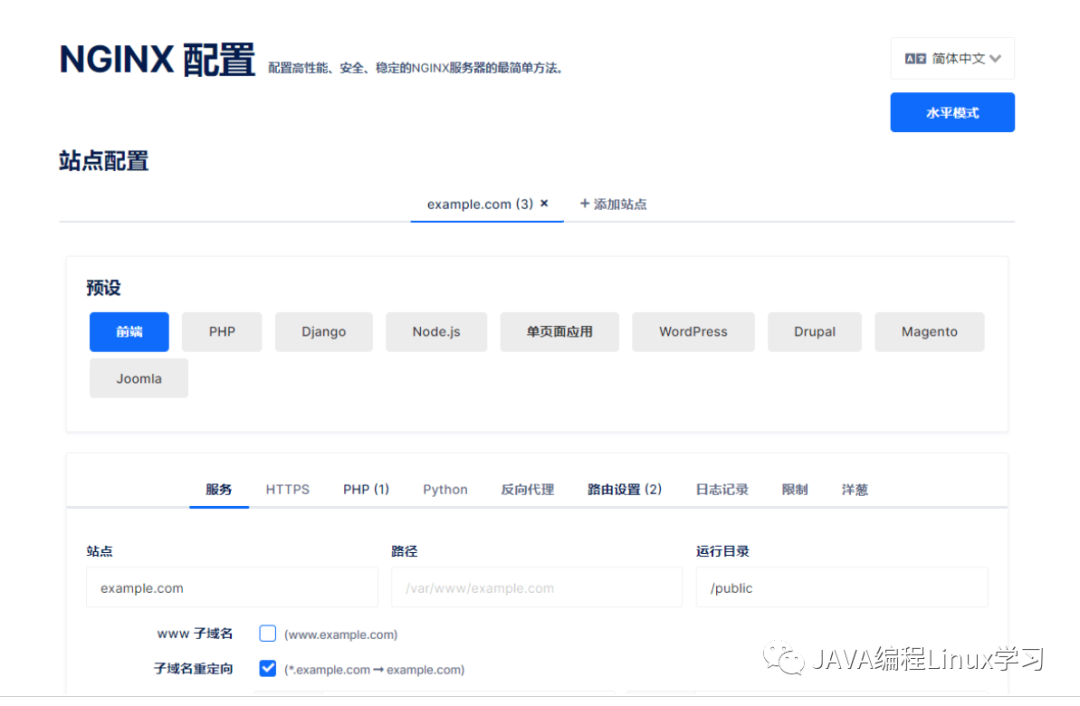 NGINX 配置 配置高性能、安全、稳定的NGINX服务器的最简单方法。
简体中文
水平模式
站点配置
example.com (3) × + 添加站点
预设
前端 PHP Django Node.js 单页面应用 WordPress Drupal Magento
Joomla
服务 HTTPS PHP (1) Python 反向代理 路由设置 (2) 日志记录 限制 洋葱
站点 路径 运行目录
example.com /var/www/example.com /public
www 子域名 (www.example.com)
子域名重定向 (*.example.com → example.com)
JAVA编程Linux学习